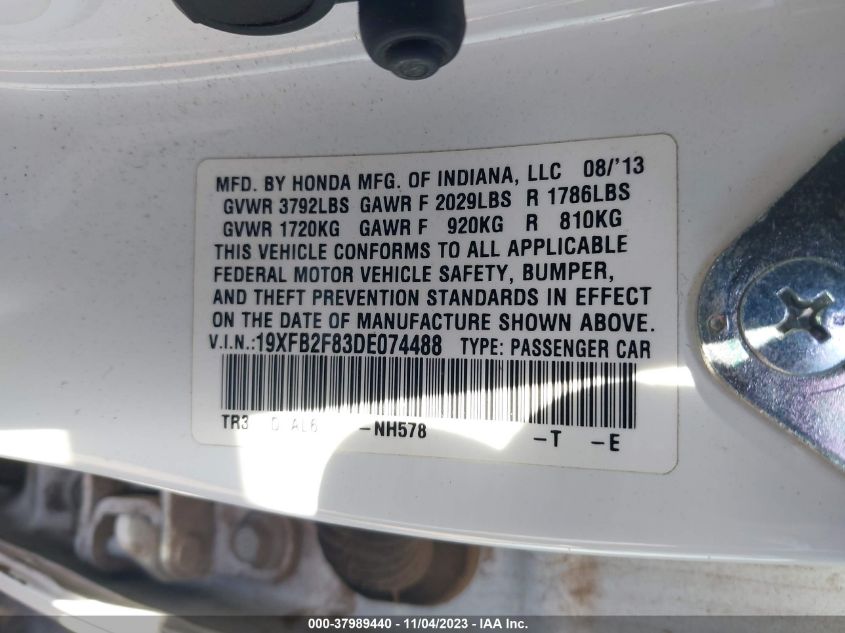 MFD. BY HONDA MFG. OF INDIANA, LLC 08/'13
GVWR 3792LBS GAWR F 2029LBS R 1786LBS
GVWR 1720KG GAWR F 920KG R 810KG
THIS VEHICLE CONFORMS TO ALL APPLICABLE
FEDERAL MOTOR VEHICLE SAFETY, BUMPER,
AND THEFT PREVENTION STANDARDS IN EFFECT
ON THE DATE OF MANUFACTURE SHOWN ABOVE.
V.I.N.:19XFB2F83DE074488 TYPE: PASSENGER CAR
TR3 D AL6 -NH578 -T -E
000-37989440 - 11/04/2023 - IAA Inc.